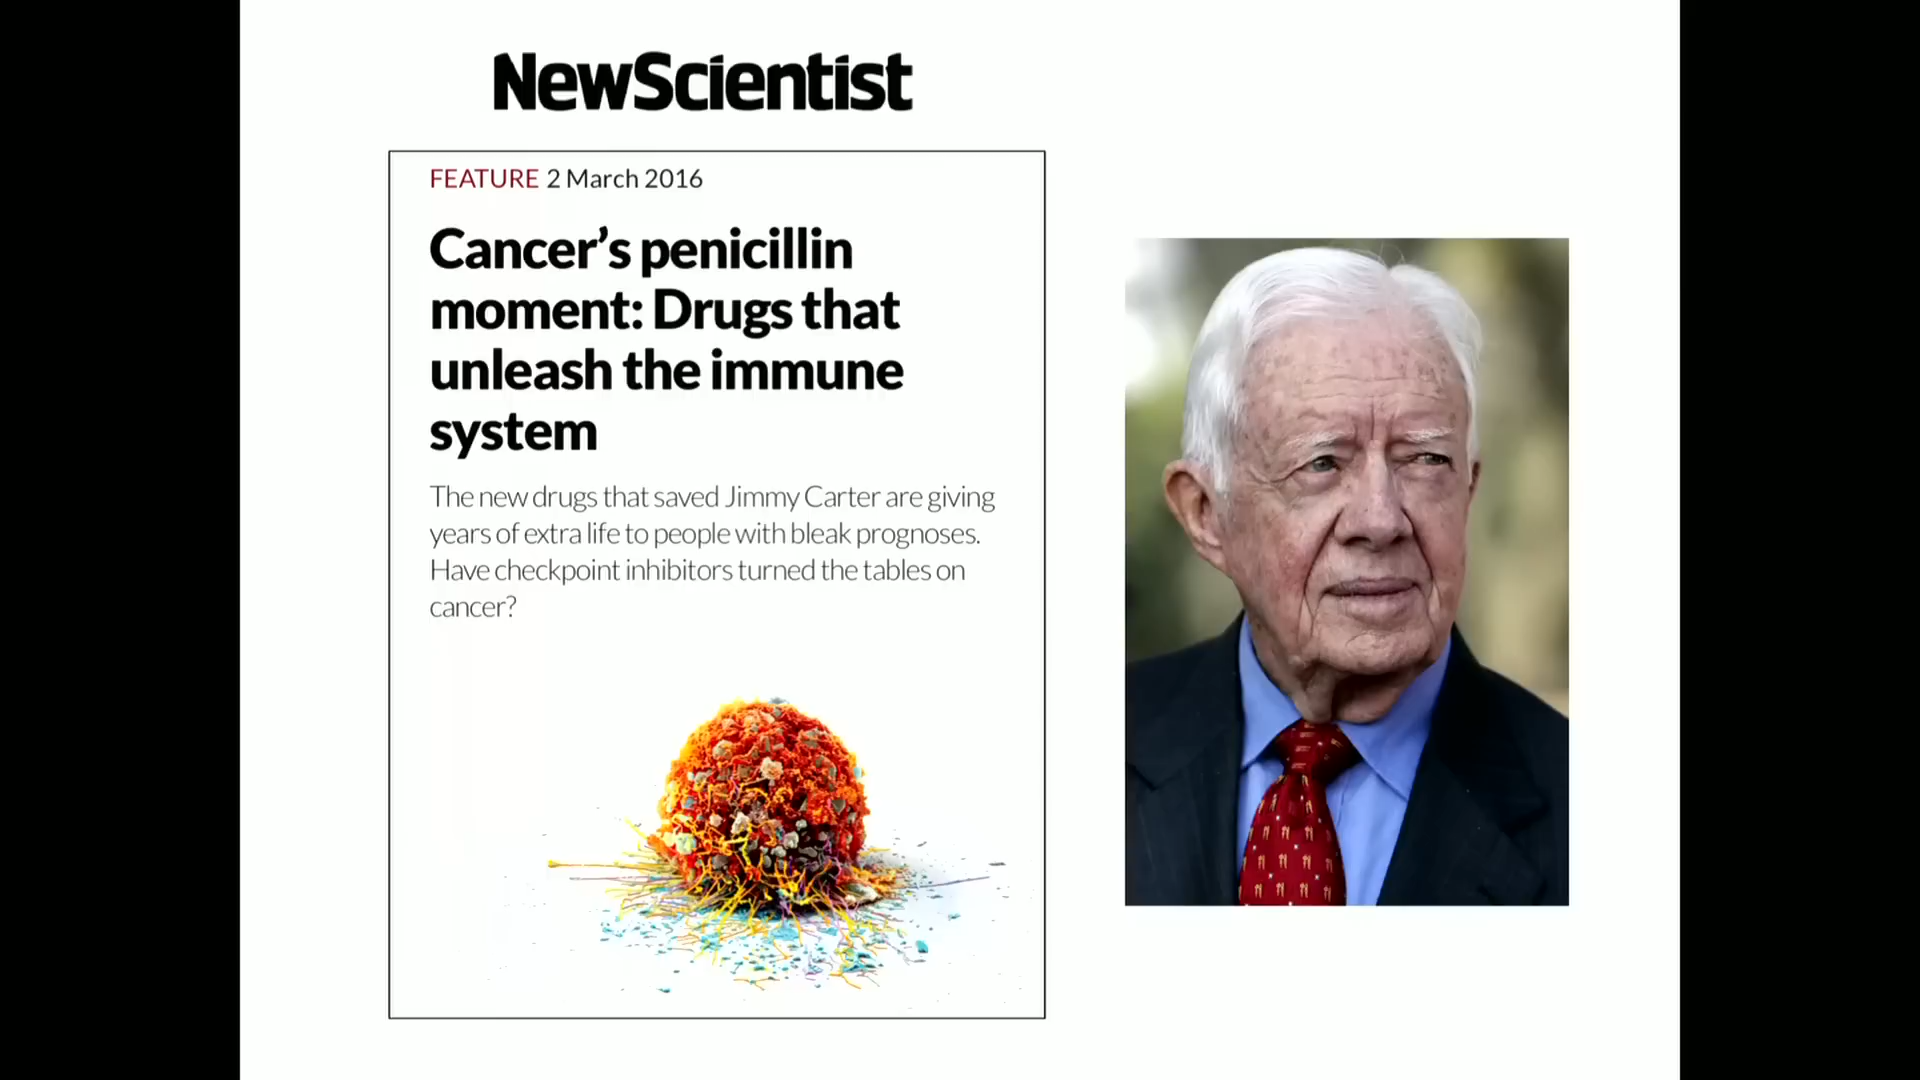 NewScientist
FEATURE 2 March 2016
Cancer’s penicillin
moment: Drugs that
unleash the immune
system
The new drugs that saved Jimmy Carter are giving
years of extra life to people with bleak prognoses.
Have checkpoint inhibitors turned the tables on
cancer?